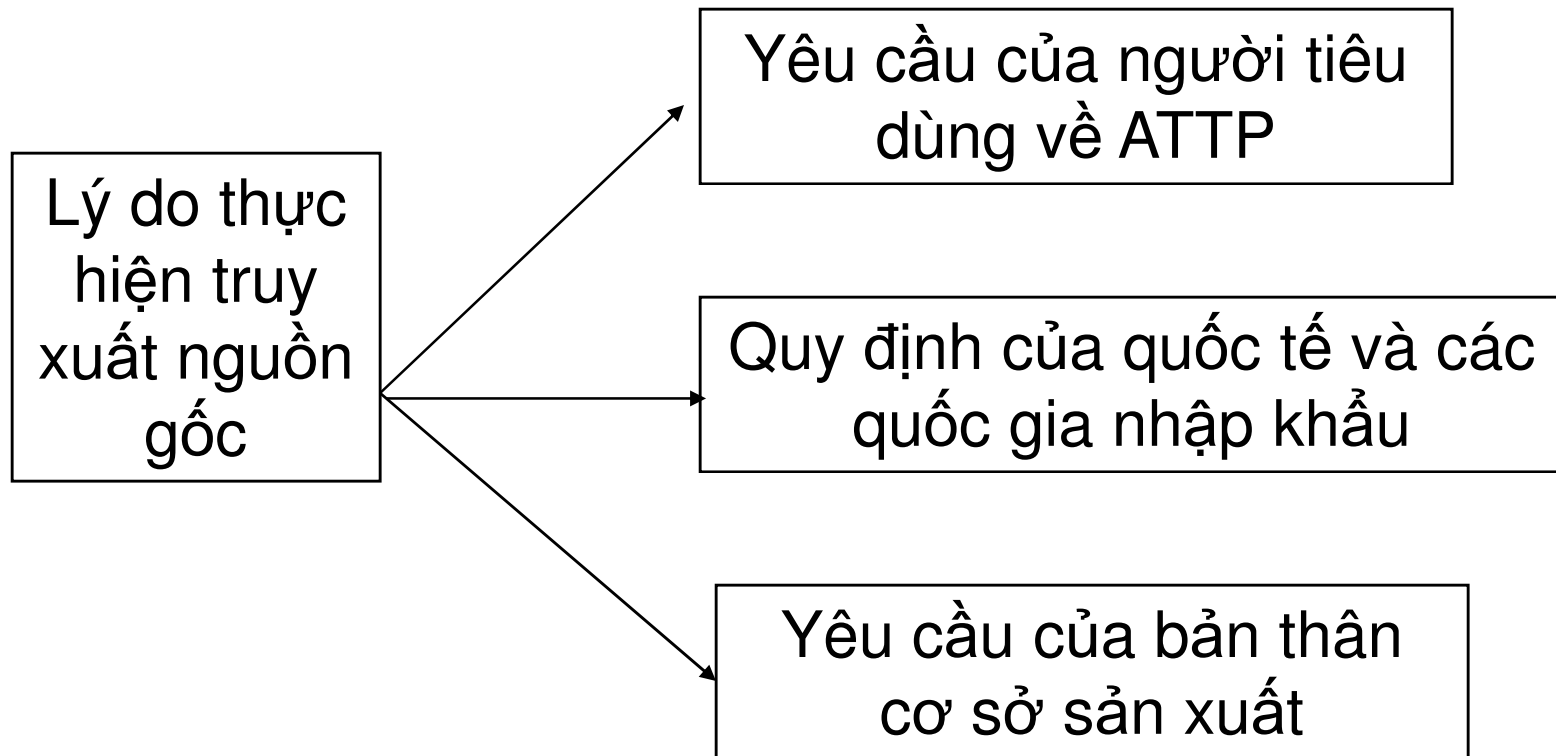 Lý do thực
hiện truy
xuất nguồn
gốc
Yêu cầu của người tiêu
dùng về ATTP
Quy định của quốc tế và các
quốc gia nhập khẩu
Yêu cầu của bản thân
cơ sở sản xuất